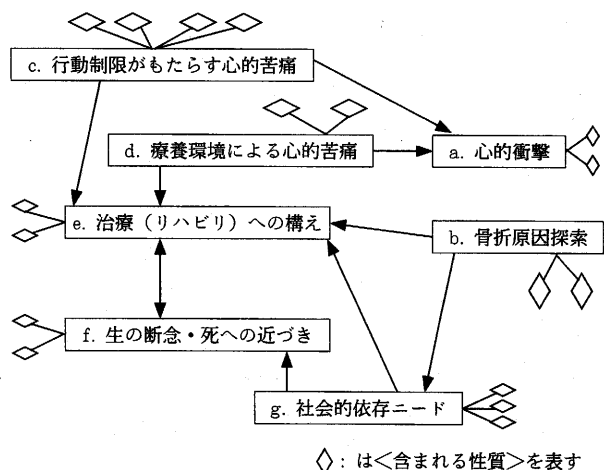 c. 行動制限がもたらす心的苦痛
d. 療養環境による心的苦痛
a. 心的衝撃
e. 治療（リハビリ）への構え
b. 骨折原因探索
f. 生の断念・死への近づき
g. 社会的依存ニード
◇：は＜含まれる性質＞を表す